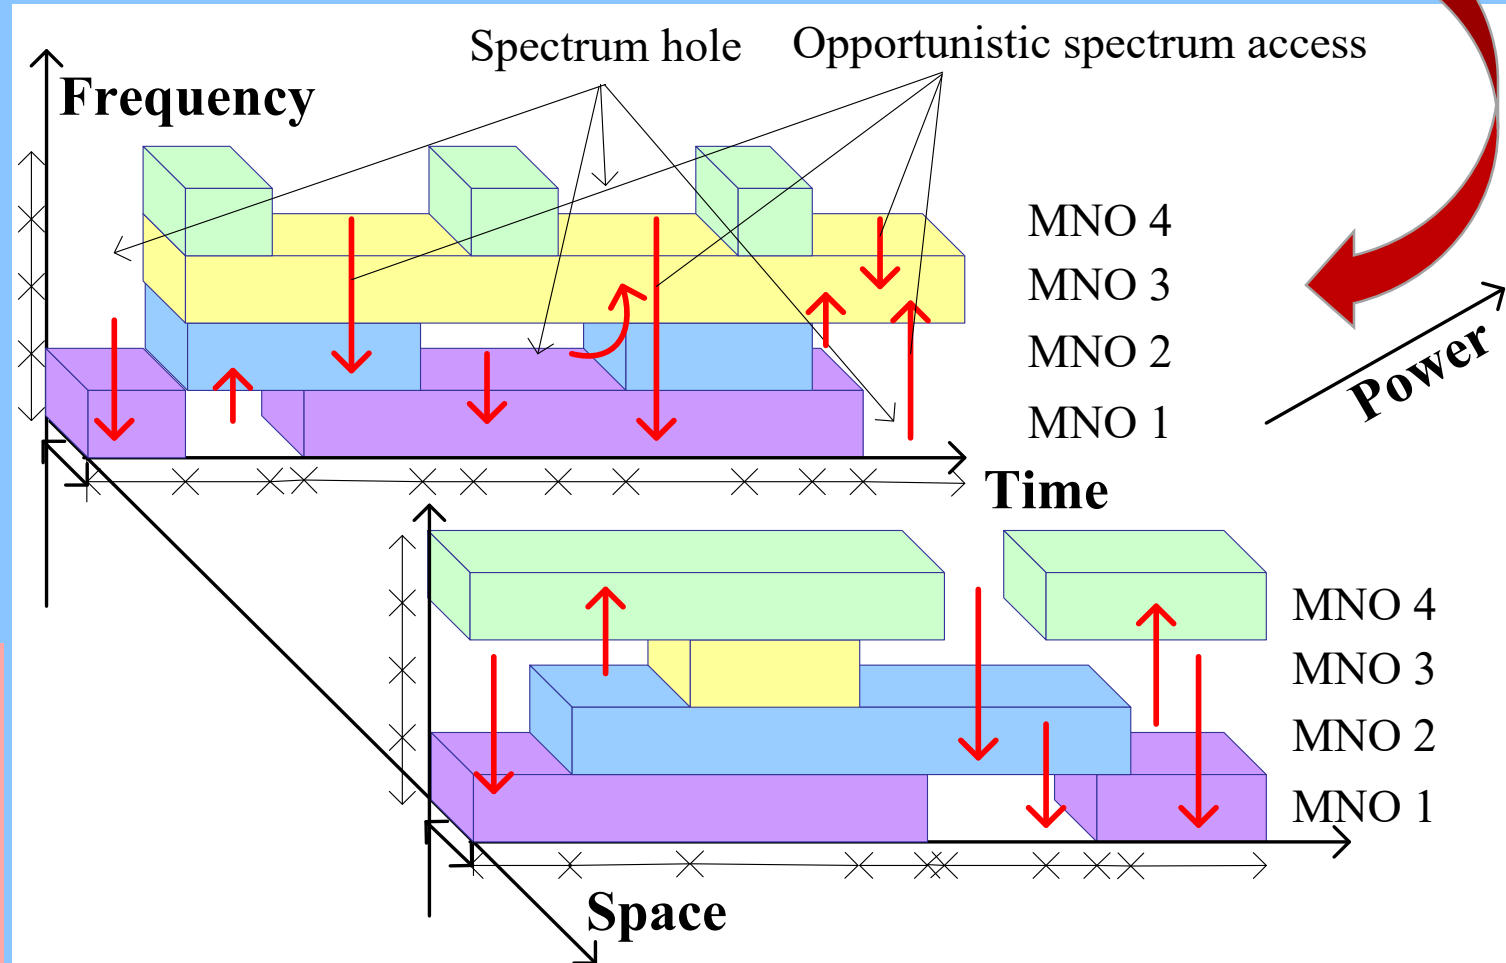 Spectrum hole
Opportunistic spectrum access
Frequency
MNO 4
MNO 3
MNO 2
MNO 1
Power
Time
MNO 4
MNO 3
MNO 2
MNO 1
Space